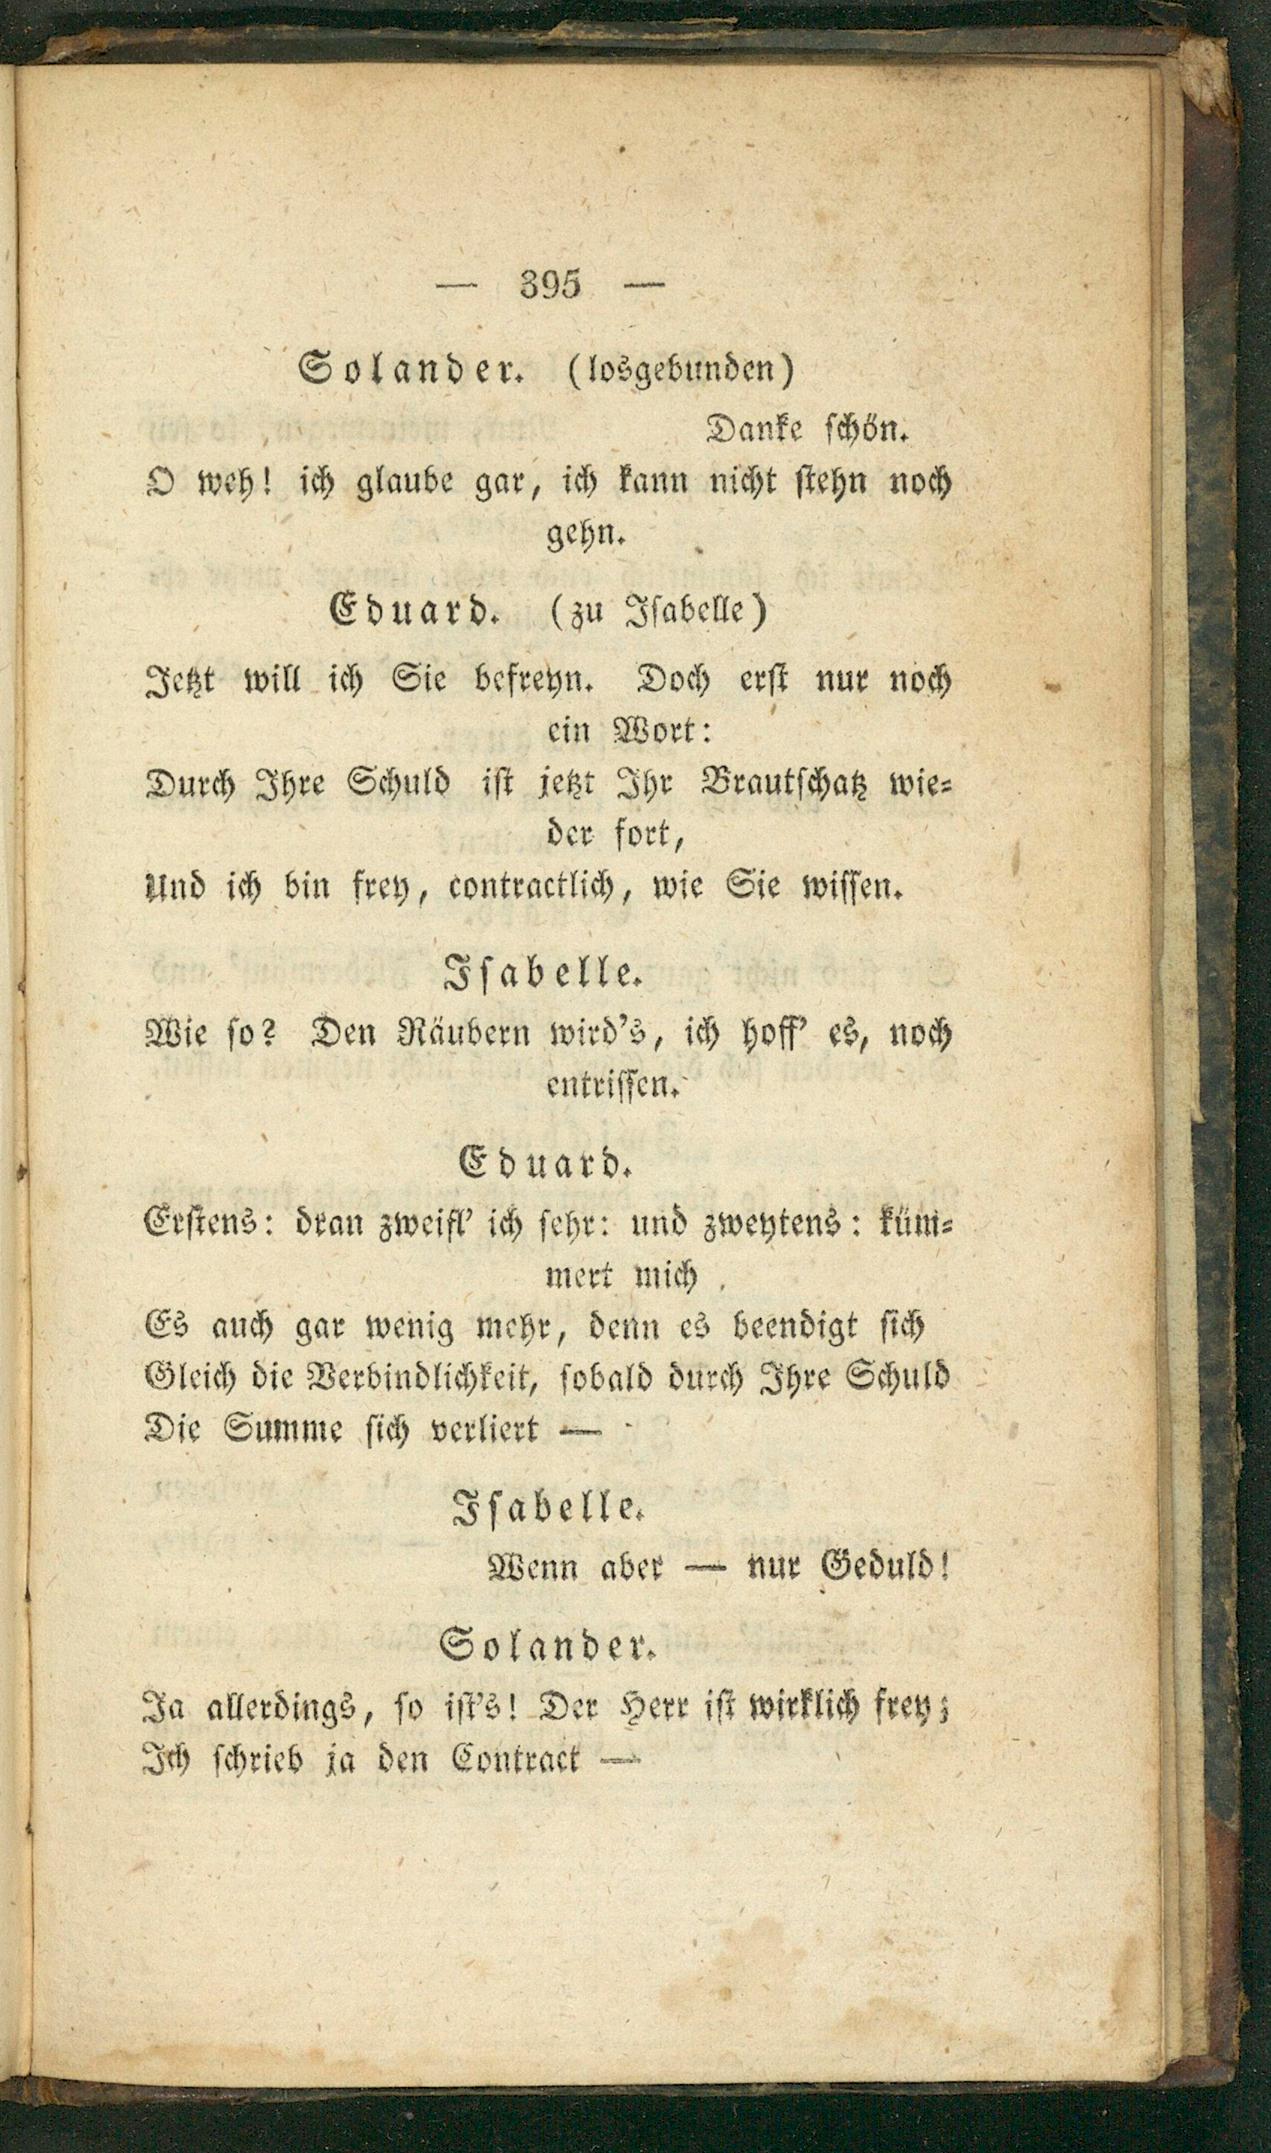 — 395 —
Solander. (losgebunden)
Danke schön.
O weh! ich glaube gar, ich kann nicht stehn noch
gehn.
Eduard. (zu Isabelle)
Jetzt will ich Sie befreyn. Doch erst nur noch
ein Wort:
Durch Ihre Schuld ist jetzt Ihr Brautschatz wie-
der fort,
Und ich bin frey, contractlich, wie Sie wissen.
Isabelle.
Wie so? Den Räubern wird's, ich hoff' es, noch
entrissen.
Eduard.
Erstens: dran zweifl' ich sehr: und zweytens: küm-
mert mich
Es auch gar wenig mehr, denn es beendigt sich
Gleich die Verbindlichkeit, sobald durch Ihre Schuld
Die Summe sich verliert —
Isabelle.
Wenn aber — nur Geduld!
Solander.
Ja allerdings, so ist's! Der Herr ist wirklich frey;
Ich schrieb ja den Contract —